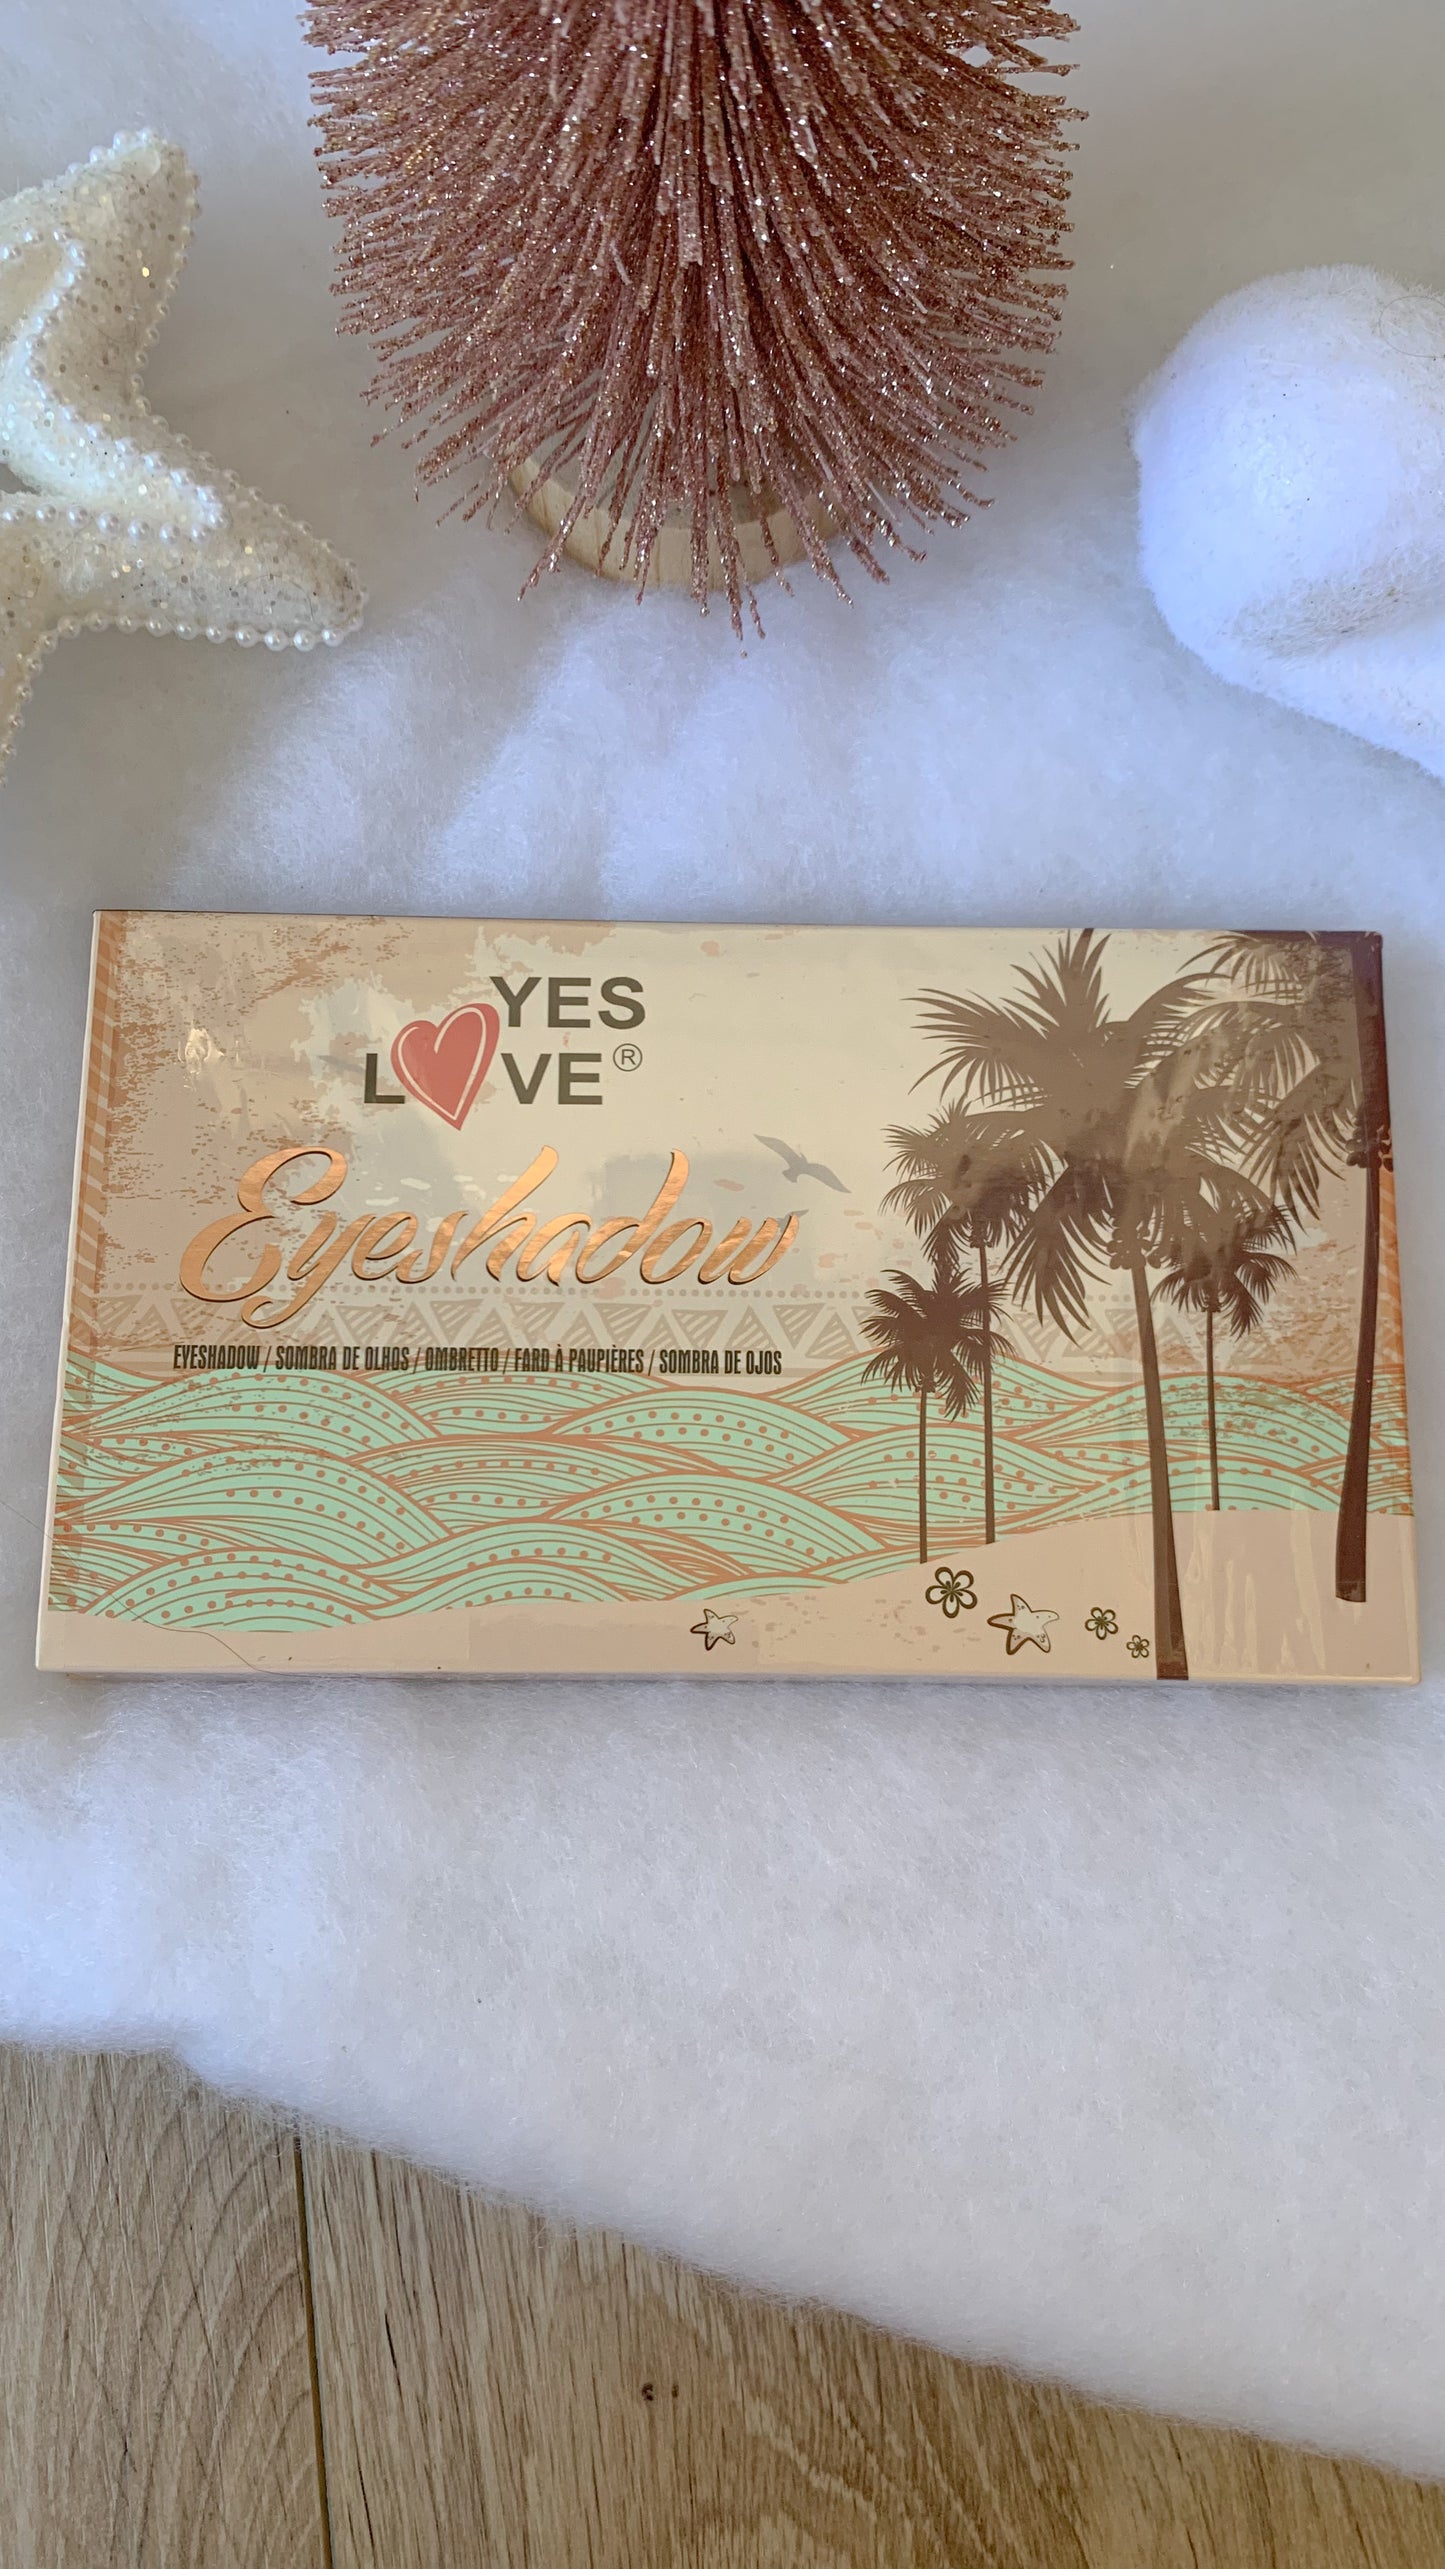 YES
LOVE®
Eyeshadow
EYESHADOW / SOMBRA DE OLHOS / OMBRETTO / FARD À PAUPIÈRES / SOMBRA DE OJOS